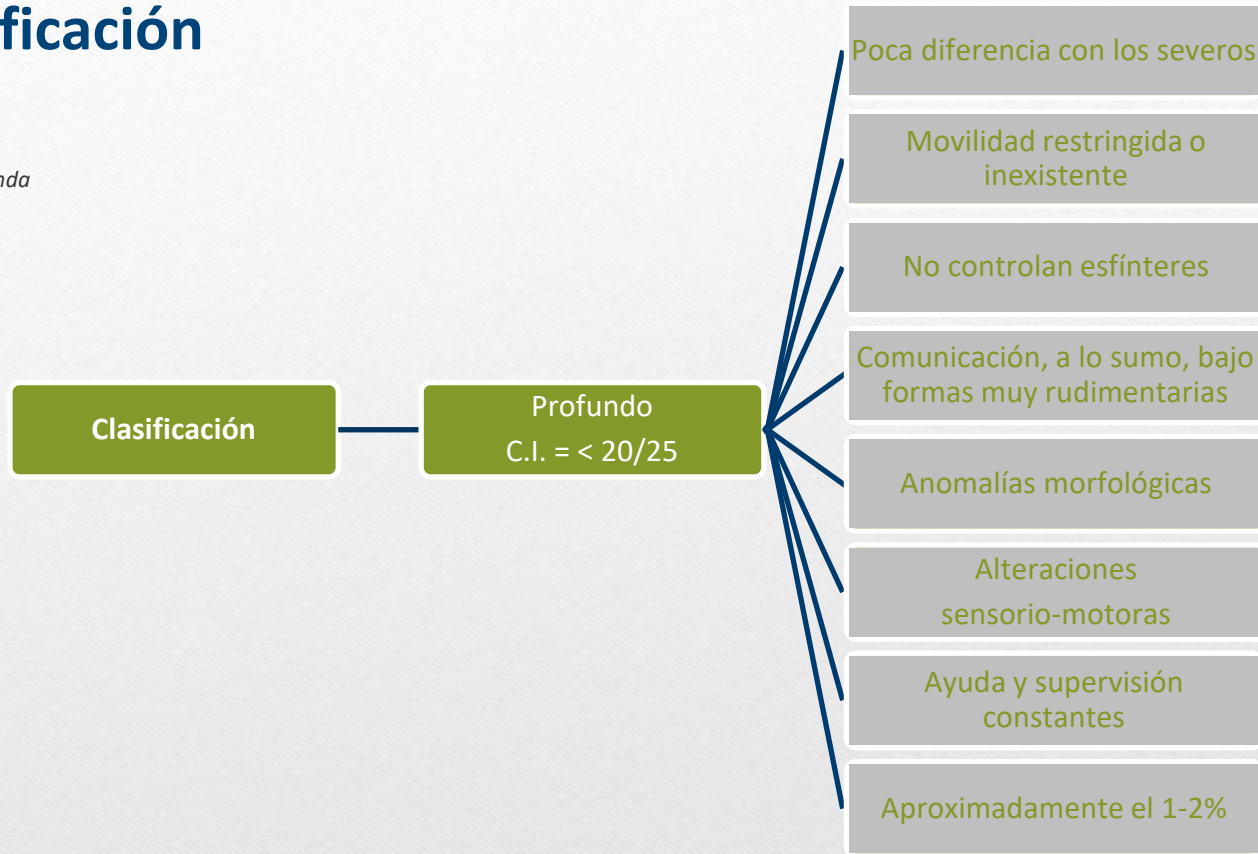 ficación
nda
Clasificación
Profundo
C.I. = < 20/25
Poca diferencia con los severos
Movilidad restringida o
inexistente
No controlan esfínteres
Comunicación, a lo sumo, bajo
formas muy rudimentarias
Anomalías morfológicas
Alteraciones
sensorio-motoras
Ayuda y supervisión
constantes
Aproximadamente el 1-2%